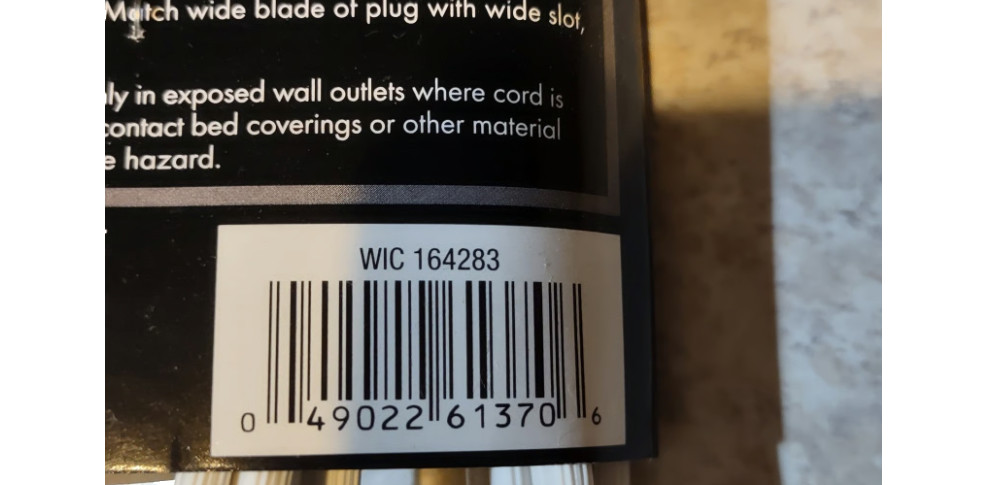 Match wide blade of plug with wide slot,
ly in exposed wall outlets where cord is
contact bed coverings or other material
e hazard.
WIC 164283
0 49022 61370 6